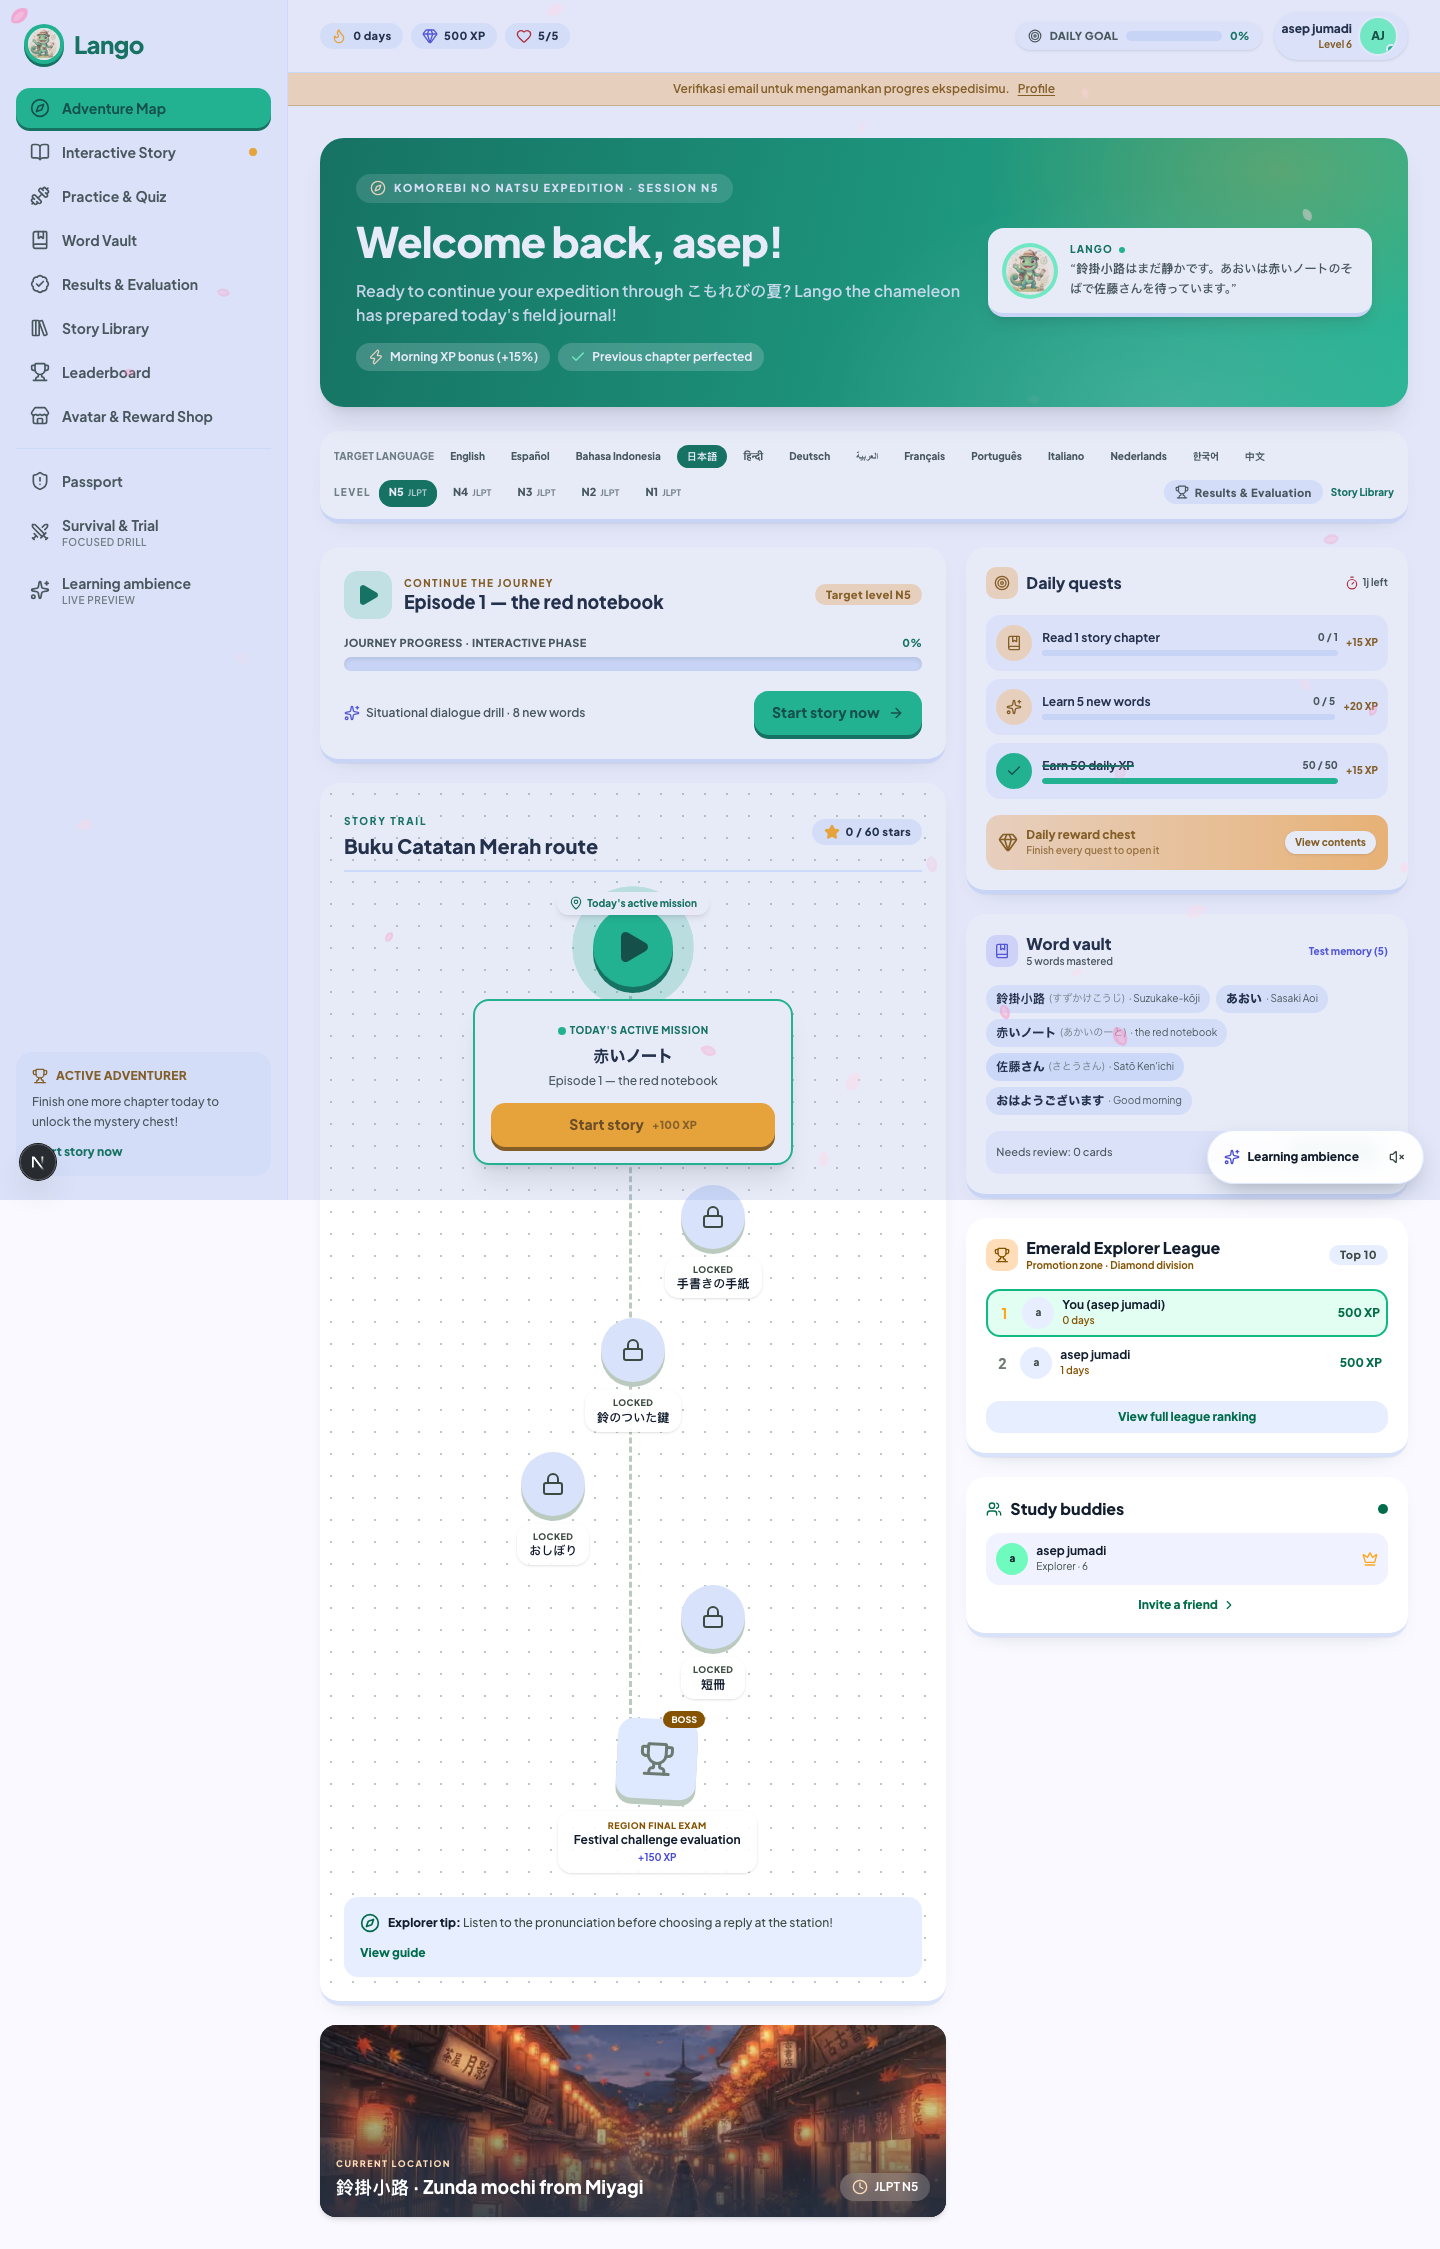 Lango
Adventure Map
Interactive Story
Practice & Quiz
Word Vault
Results & Evaluation
Story Library
Leaderboard
Avatar & Reward Shop
Passport
Survival & Trial
FOCUSED DRILL
Learning ambience
LIVE PREVIEW
ACTIVE ADVENTURER
Finish one more chapter today to
unlock the mystery chest!
story now
N
0 days
500 XP
5/5
DAILY GOAL 0%
asep jumadi
Level 6
AJ
Verifikasi email untuk mengamankan progres ekspedisimu. Profile
KOMOREBI NO NATSU EXPEDITION · SESSION N5
Welcome back, asep!
Ready to continue your expedition through こもれびの夏? Lango the chameleon
has prepared today's field journal!
Morning XP bonus (+15%)
Previous chapter perfected
LANGO
“鈴掛小路はまだ静かです。あおいは赤いノートのそ
ばで佐藤さんを待っています。”
TARGET LANGUAGE English Español Bahasa Indonesia 日本語 हिन्दी Deutsch العربية Français Português Italiano Nederlands 한국어 中文
LEVEL N5 JLPT N4 JLPT N3 JLPT N2 JLPT N1 JLPT
Results & Evaluation
Story Library
CONTINUE THE JOURNEY
Episode 1 — the red notebook
Target level N5
JOURNEY PROGRESS · INTERACTIVE PHASE 0%
Situational dialogue drill · 8 new words
Start story now
STORY TRAIL
Buku Catatan Merah route
0 / 60 stars
Today's active mission
TODAY'S ACTIVE MISSION
赤いノート
Episode 1 — the red notebook
Start story +100 XP
LOCKED
手書きの手紙
LOCKED
鈴のついた鍵
LOCKED
おしぼり
LOCKED
短冊
BOSS
REGION FINAL EXAM
Festival challenge evaluation
+150 XP
Explorer tip: Listen to the pronunciation before choosing a reply at the station!
View guide
CURRENT LOCATION
鈴掛小路 · Zunda mochi from Miyagi
JLPT N5
Daily quests
1j left
Read 1 story chapter 0 / 1 +15 XP
Learn 5 new words 0 / 5 +20 XP
Earn 50 daily XP 50 / 50 +15 XP
Daily reward chest
Finish every quest to open it
View contents
Word vault
5 words mastered
Test memory (5)
鈴掛小路 (すずかけこうじ) · Suzukake-kōji
あおい · Sasaki Aoi
赤いノート (あかいのーと) · the red notebook
佐藤さん (さとうさん) · Satō Ken'ichi
おはようございます · Good morning
Needs review: 0 cards
Learning ambience
Emerald Explorer League
Promotion zone · Diamond division
Top 10
1 a You (asep jumadi) 500 XP
0 days
2 a asep jumadi 500 XP
1 days
View full league ranking
Study buddies
a asep jumadi
Explorer · 6
Invite a friend